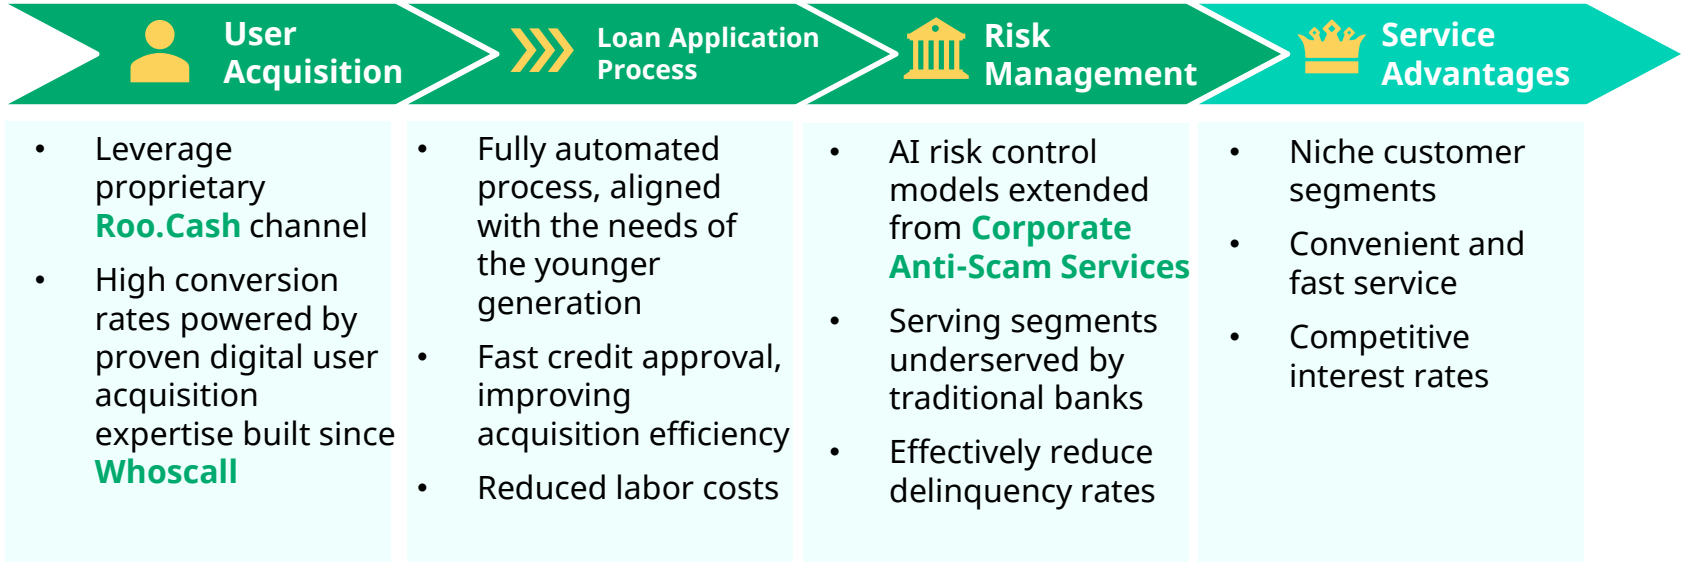 User
Acquisition
• Leverage
proprietary
Roo.Cash channel
• High conversion
rates powered by
proven digital user
acquisition
expertise built since
Whoscall
Loan Application
Process
• Fully automated
process, aligned
with the needs of
the younger
generation
• Fast credit approval,
improving
acquisition efficiency
• Reduced labor costs
Risk
Management
• AI risk control
models extended
from Corporate
Anti-Scam Services
• Serving segments
underserved by
traditional banks
• Effectively reduce
delinquency rates
Service
Advantages
• Niche customer
segments
• Convenient and
fast service
• Competitive
interest rates